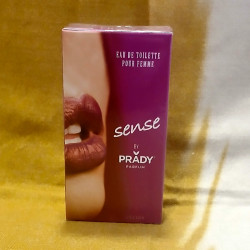 EAU DE TOILETTE
POUR FEMME
sense
By
PRADY
PARFUM